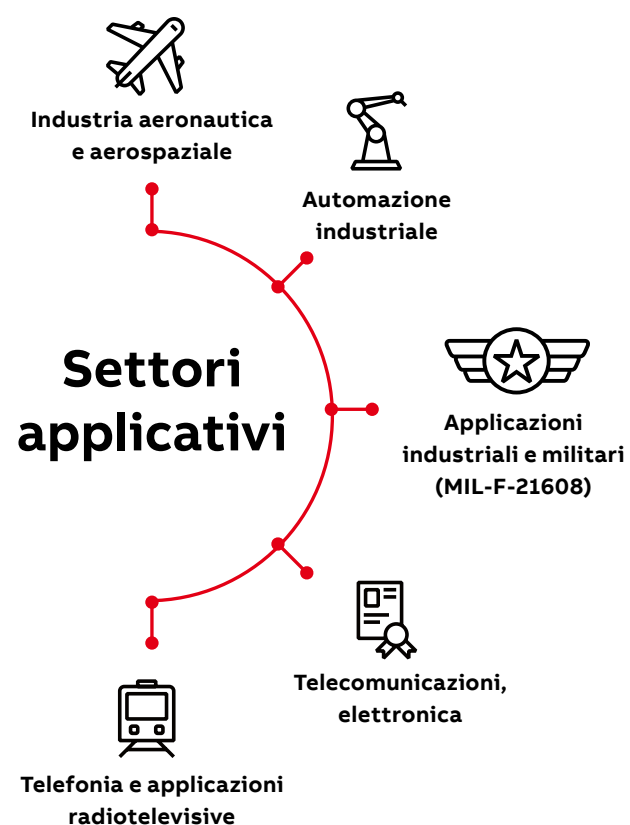 Industria aeronautica
e aerospaziale
Automazione
industriale
Settori
applicativi
Applicazioni
industriali e militari
(MIL-F-21608)
Telecomunicazioni,
elettronica
Telefonia e applicazioni
radiotelevisive